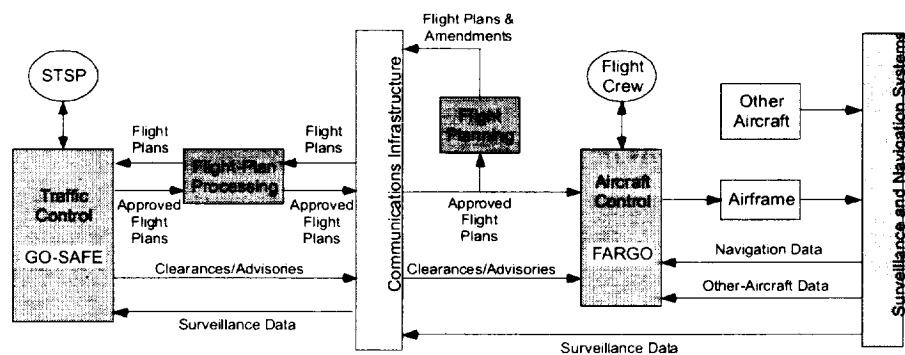 Flight Plans &
Amendments
STSP
Flight
Crew
Other
Aircraft
Flight
Plans
Flight
Plans
Flight-Plan
Processing
Flight
Planning
Traffic
Control
GO-SAFE
Approved
Flight
Plans
Approved
Flight
Plans
Communications Infrastructure
Approved
Flight
Plans
Aircraft
Control
FARGO
Airframe
Surveillance and Navigation Systems
Clearances/Advisories
Clearances/Advisories
Navigation Data
Other-Aircraft Data
Surveillance Data
Surveillance Data